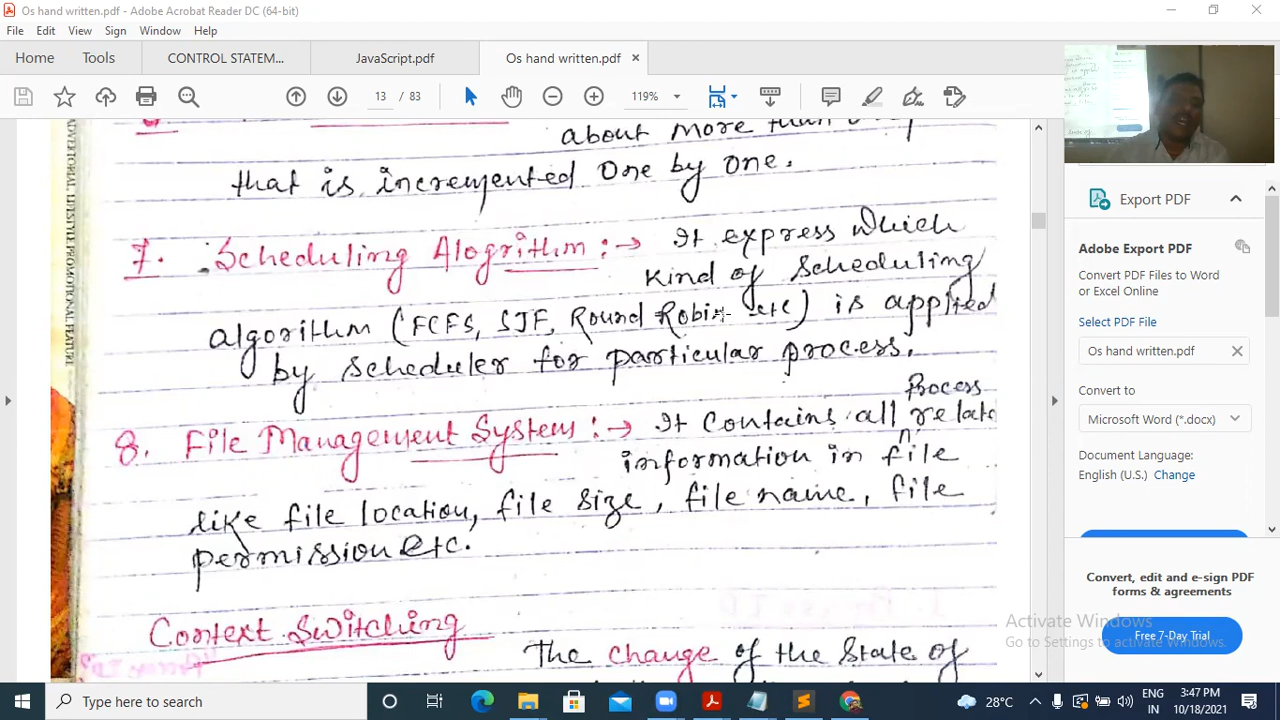 Os hand written.pdf - Adobe Acrobat Reader DC (64-bit)
File Edit View Sign Window Help
Home Tools CONTROL STATEM... JavaScript.pdf Os hand written.pdf ×
83 119%
about more than
that is incremented One by one.
7. Scheduling Alogrithm :→ It express which
kind of scheduling
algorithm (FCFS, SJF, Round Robin etc) is applied
by scheduler for particular process.
Process
8. File Management System :→ It contains all relate
information in file
like file location, file size, file name, file
permission etc.
Context Switching
The change of the State of
Export PDF
Adobe Export PDF
Convert PDF Files to Word
or Excel Online
Select PDF File
Os hand written.pdf
Convert to
Microsoft Word (*.docx)
Document Language:
English (U.S.) Change
Convert, edit and e-sign PDF
forms & agreements
Free 7-Day Trial
Activate Windows
Go to Settings to activate Windows.
Type here to search
28°C
ENG
IN
3:47 PM
10/18/2021